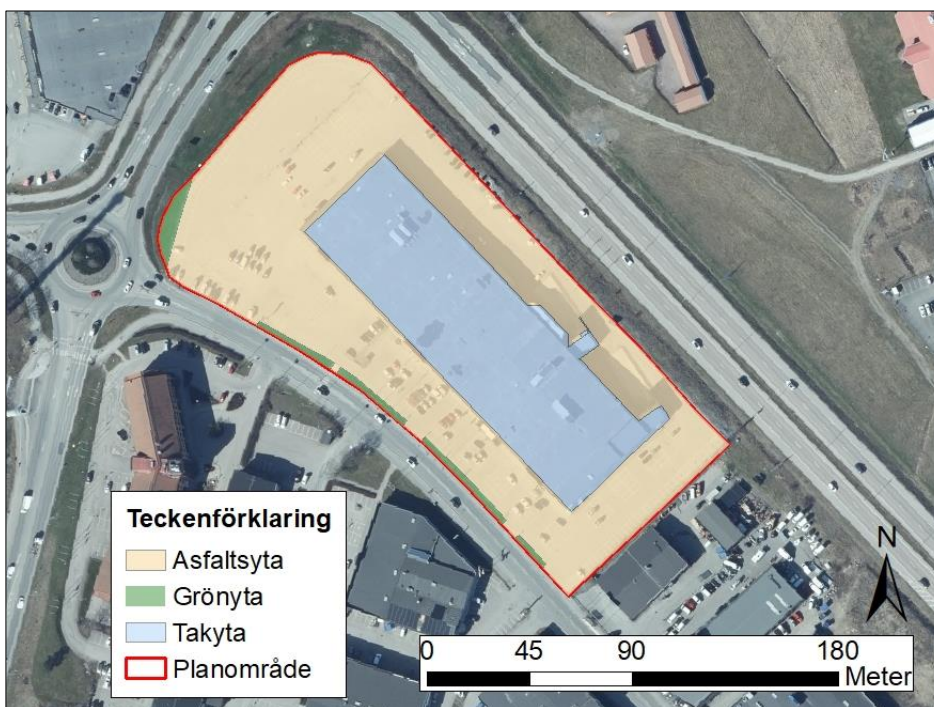 Teckenförklaring
Asfaltsyta
Grönyta
Takyta
Planområde
N
0 45 90 180
Meter